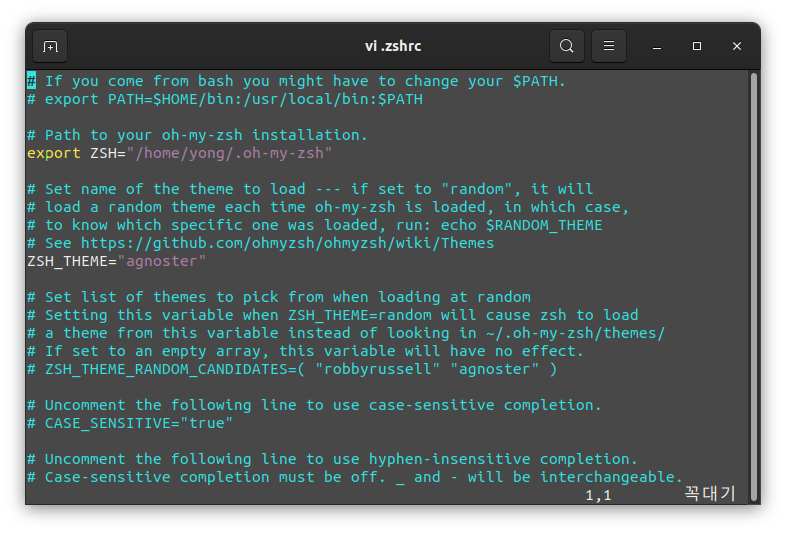 vi .zshrc
# If you come from bash you might have to change your $PATH.
# export PATH=$HOME/bin:/usr/local/bin:$PATH
# Path to your oh-my-zsh installation.
export ZSH="/home/yong/.oh-my-zsh"
# Set name of the theme to load --- if set to "random", it will
# load a random theme each time oh-my-zsh is loaded, in which case,
# to know which specific one was loaded, run: echo $RANDOM_THEME
# See https://github.com/ohmyzsh/ohmyzsh/wiki/Themes
ZSH_THEME="agnoster"
# Set list of themes to pick from when loading at random
# Setting this variable when ZSH_THEME=random will cause zsh to load
# a theme from this variable instead of looking in ~/.oh-my-zsh/themes/
# If set to an empty array, this variable will have no effect.
# ZSH_THEME_RANDOM_CANDIDATES=( "robbyrussell" "agnoster" )
# Uncomment the following line to use case-sensitive completion.
# CASE_SENSITIVE="true"
# Uncomment the following line to use hyphen-insensitive completion.
# Case-sensitive completion must be off. _ and - will be interchangeable.
1,1 꼭대기